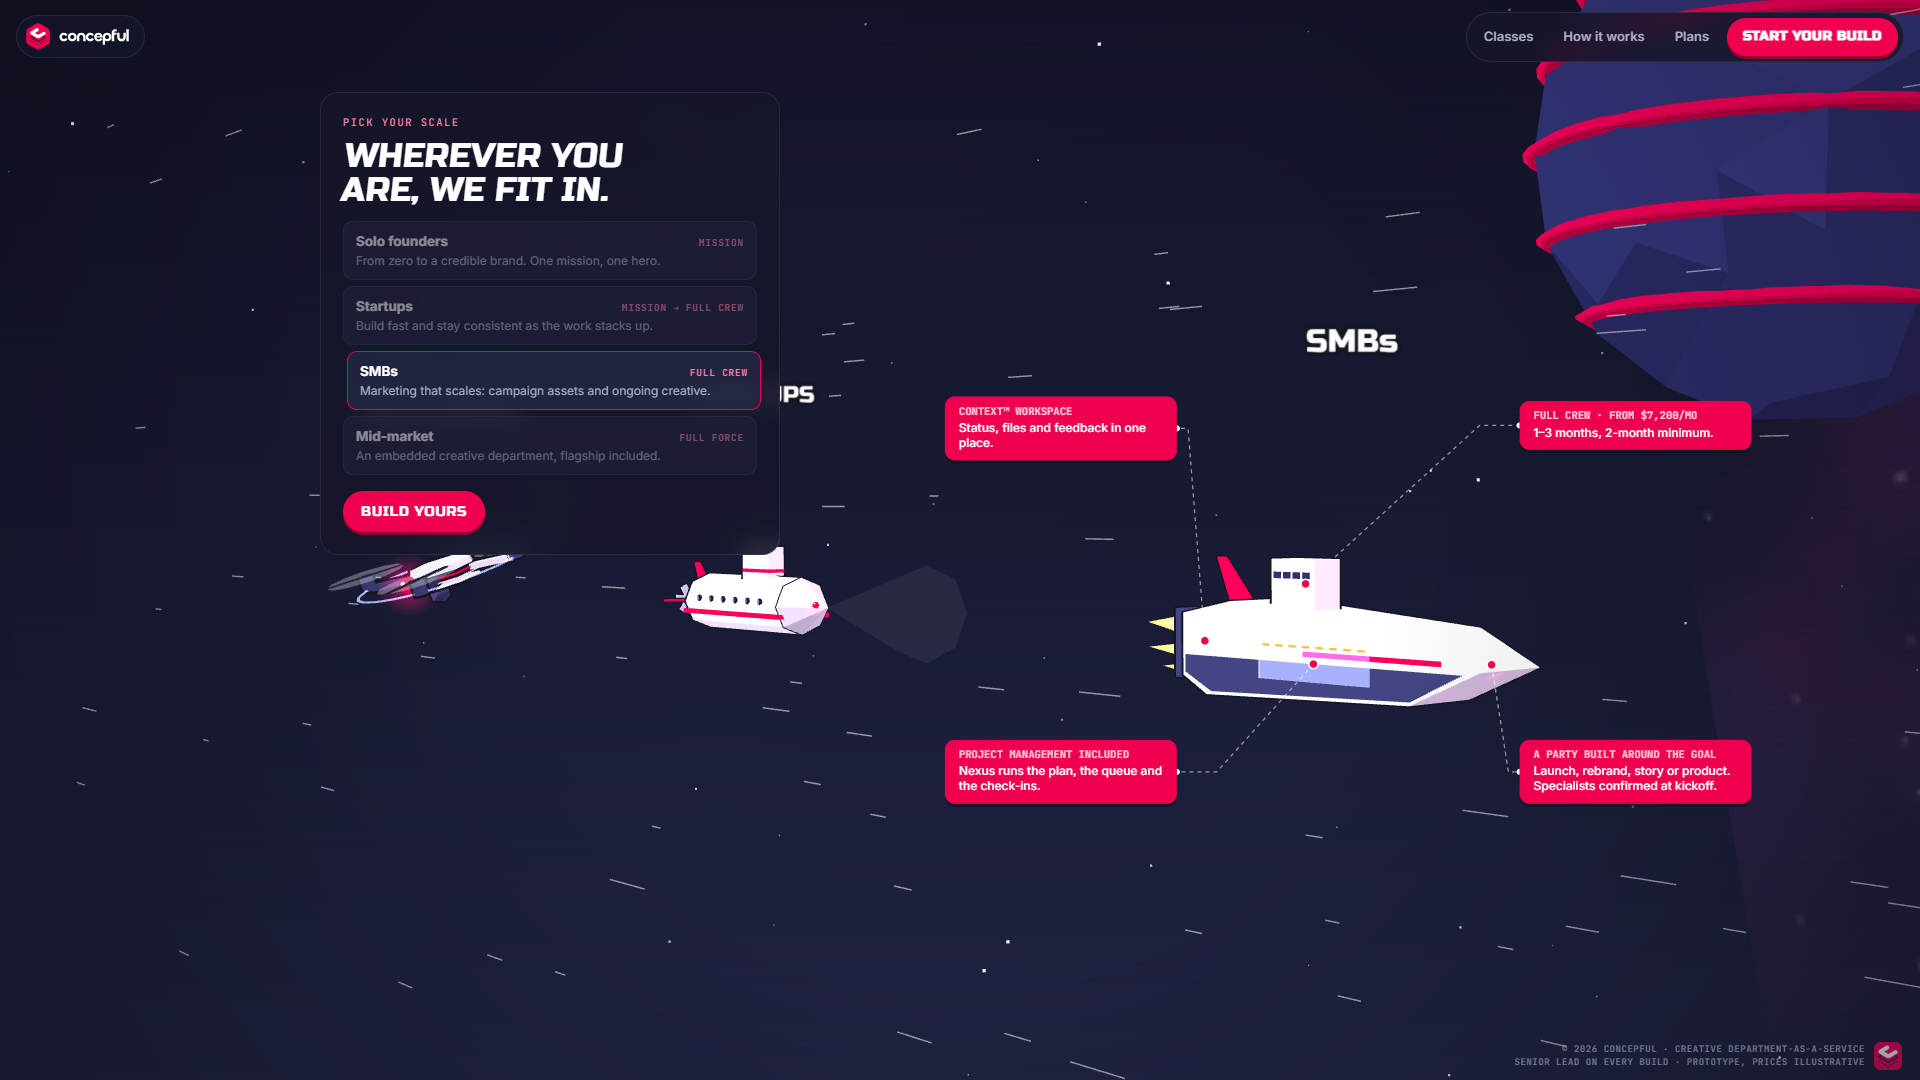 concepful
Classes
How it works
Plans
START YOUR BUILD
PICK YOUR SCALE
WHEREVER YOU
ARE, WE FIT IN.
Solo founders
MISSION
From zero to a credible brand. One mission, one hero.
Startups
MISSION → FULL CREW
Build fast and stay consistent as the work stacks up.
SMBs
FULL CREW
Marketing that scales: campaign assets and ongoing creative.
Mid-market
FULL FORCE
An embedded creative department, flagship included.
BUILD YOURS
UPS
SMBs
CONTEXT™ WORKSPACE
Status, files and feedback in one
place.
FULL CREW · FROM $7,200/MO
1–3 months, 2-month minimum.
PROJECT MANAGEMENT INCLUDED
Nexus runs the plan, the queue and
the check-ins.
A PARTY BUILT AROUND THE GOAL
Launch, rebrand, story or product.
Specialists confirmed at kickoff.
© 2026 CONCEPFUL · CREATIVE DEPARTMENT-AS-A-SERVICE
SENIOR LEAD ON EVERY BUILD · PROTOTYPE, PRICES ILLUSTRATIVE